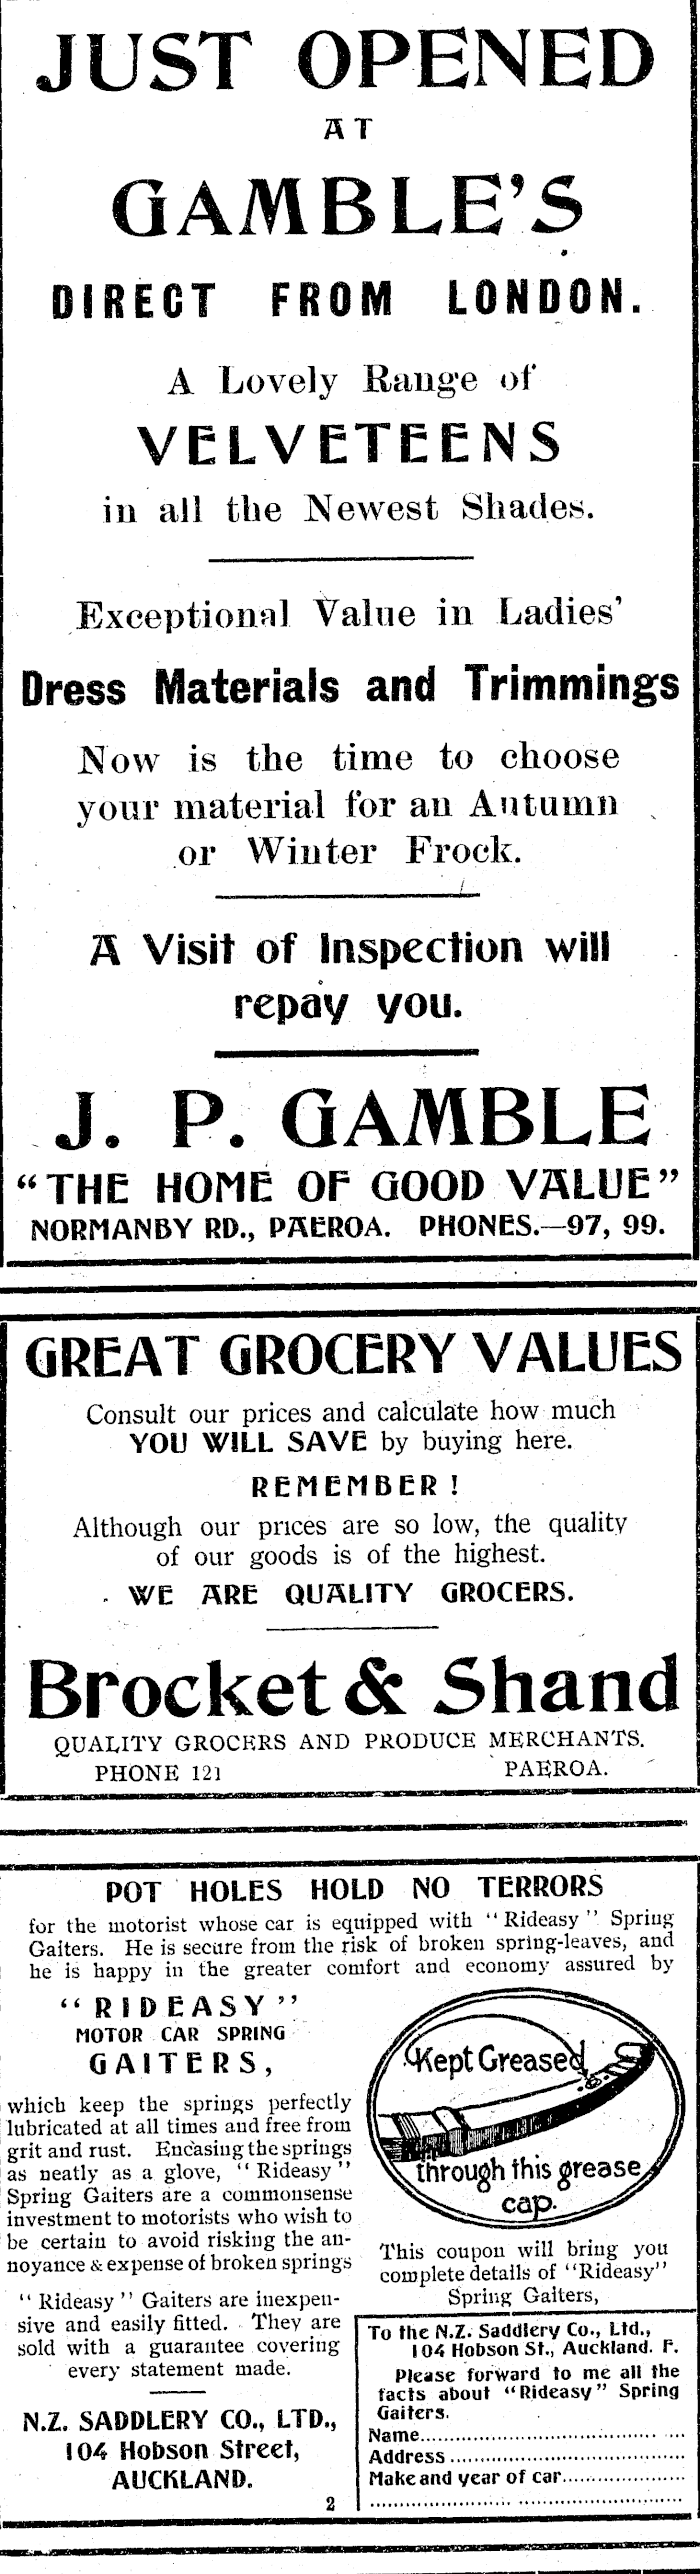 JUST OPENED
AT
GAMBLE'S
DIRECT FROM LONDON.
A Lovely Range of
VELVETEENS
in all the Newest Shades.
Exceptional Value in Ladies'
Dress Materials and Trimmings
Now is the time to choose
your material for an Autumn
or Winter Frock.
A Visit of Inspection will
repay you.
J. P. GAMBLE
"THE HOME OF GOOD VALUE"
NORMANBY RD., PAEROA. PHONES.—97, 99.
GREAT GROCERY VALUES
Consult our prices and calculate how much
YOU WILL SAVE by buying here.
REMEMBER!
Although our prices are so low, the quality
of our goods is of the highest.
WE ARE QUALITY GROCERS.
Brocket & Shand
QUALITY GROCERS AND PRODUCE MERCHANTS.
PHONE 121 PAEROA.
POT HOLES HOLD NO TERRORS
for the motorist whose car is equipped with "Rideasy" Spring
Gaiters. He is secure from the risk of broken spring-leaves, and
he is happy in the greater comfort and economy assured by
"RIDEASY"
MOTOR CAR SPRING
GAITERS,
which keep the springs perfectly
lubricated at all times and free from
grit and rust. Encasing the springs
as neatly as a glove, "Rideasy"
Spring Gaiters are a commonsense
investment to motorists who wish to
be certain to avoid risking the an-
noyance & expense of broken springs
"Rideasy" Gaiters are inexpen-
sive and easily fitted. They are
sold with a guarantee covering
every statement made.
N.Z. SADDLERY CO., LTD.,
104 Hobson Street,
AUCKLAND.
2
Kept Greased
through this grease
cap.
This coupon will bring you
complete details of "Rideasy"
Spring Gaiters,
To the N.Z. Saddlery Co., Ltd.,
104 Hobson St., Auckland. F.
Please forward to me all the
facts about "Rideasy" Spring
Gaiters.
Name........................................
Address....................................
Make and year of car.....................
................................................